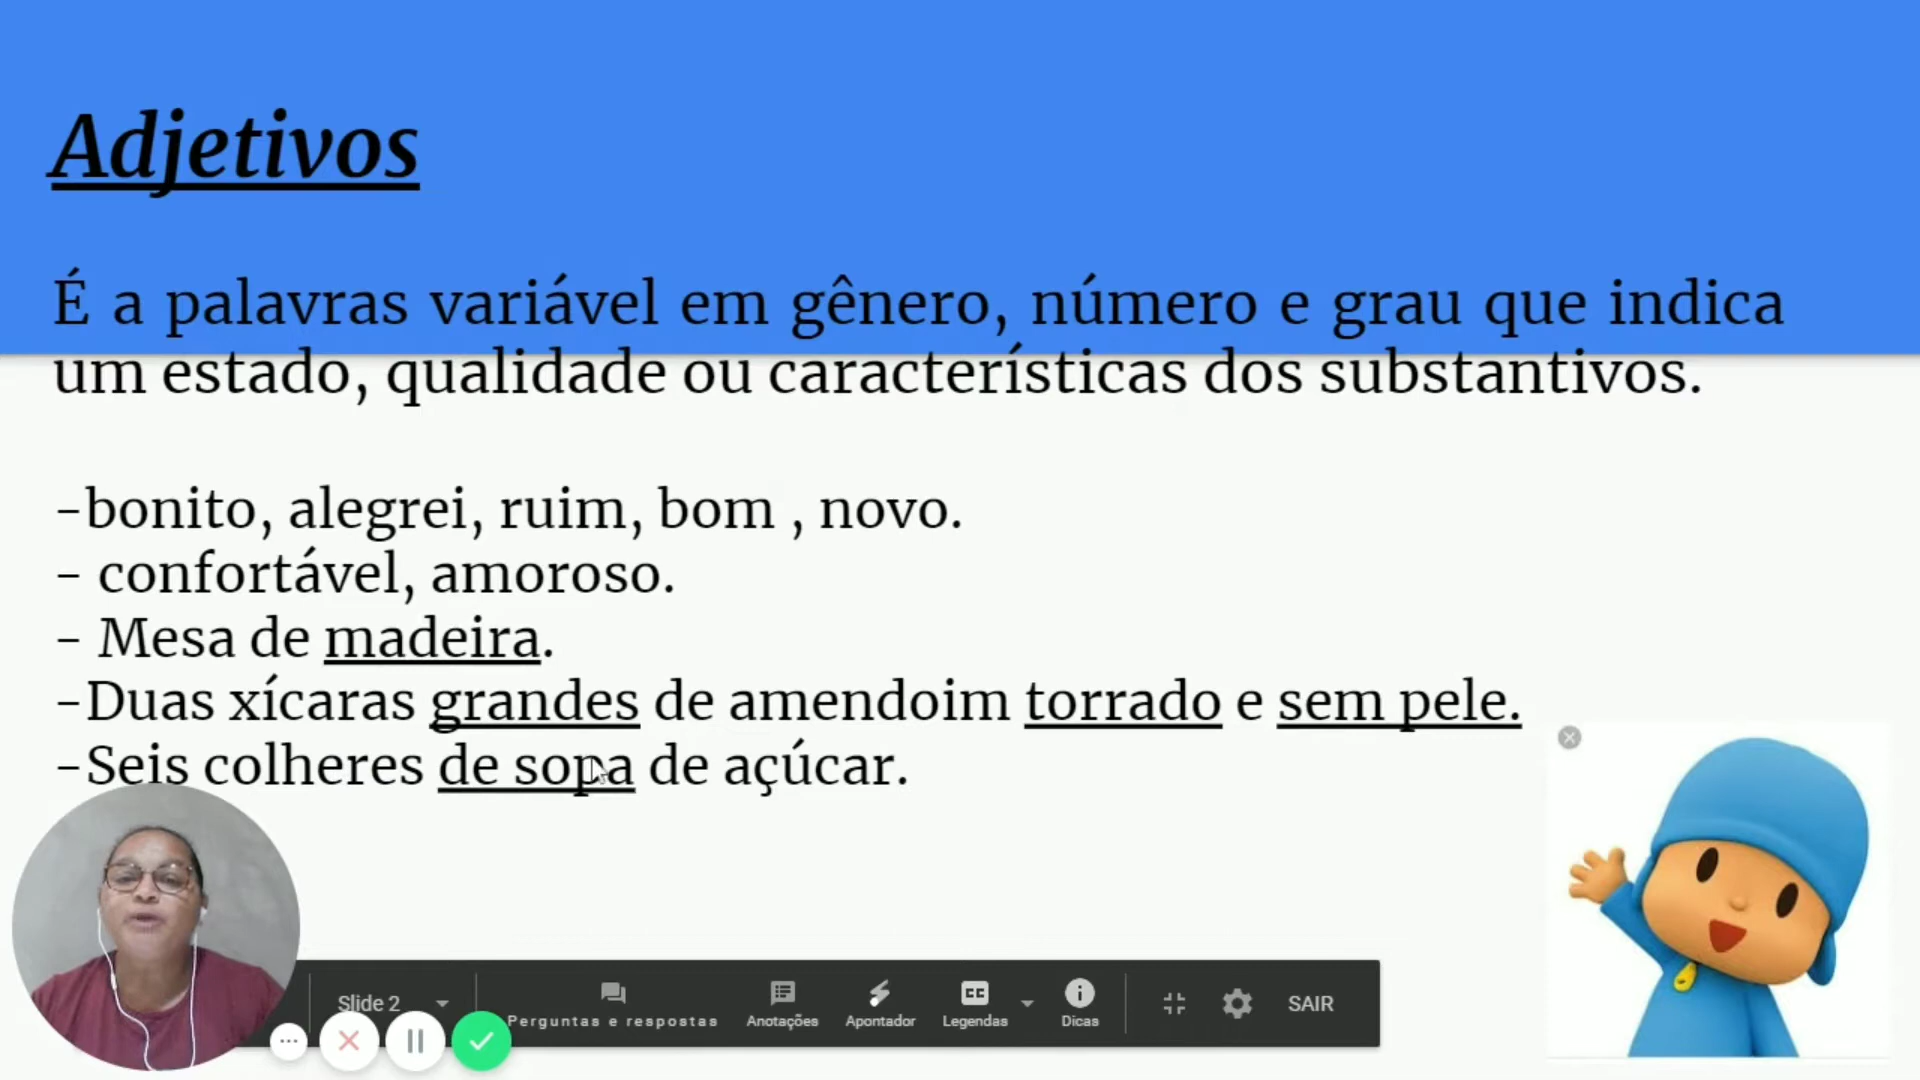 Adjetivos
É a palavras variável em gênero, número e grau que indica
um estado, qualidade ou características dos substantivos.
-bonito, alegrei, ruim, bom , novo.
- confortável, amoroso.
- Mesa de madeira.
-Duas xícaras grandes de amendoim torrado e sem pele.
-Seis colheres de sopa de açúcar.
Slide 2
Perguntas e respostas
Anotações
Apontador
Legendas
Dicas
SAIR